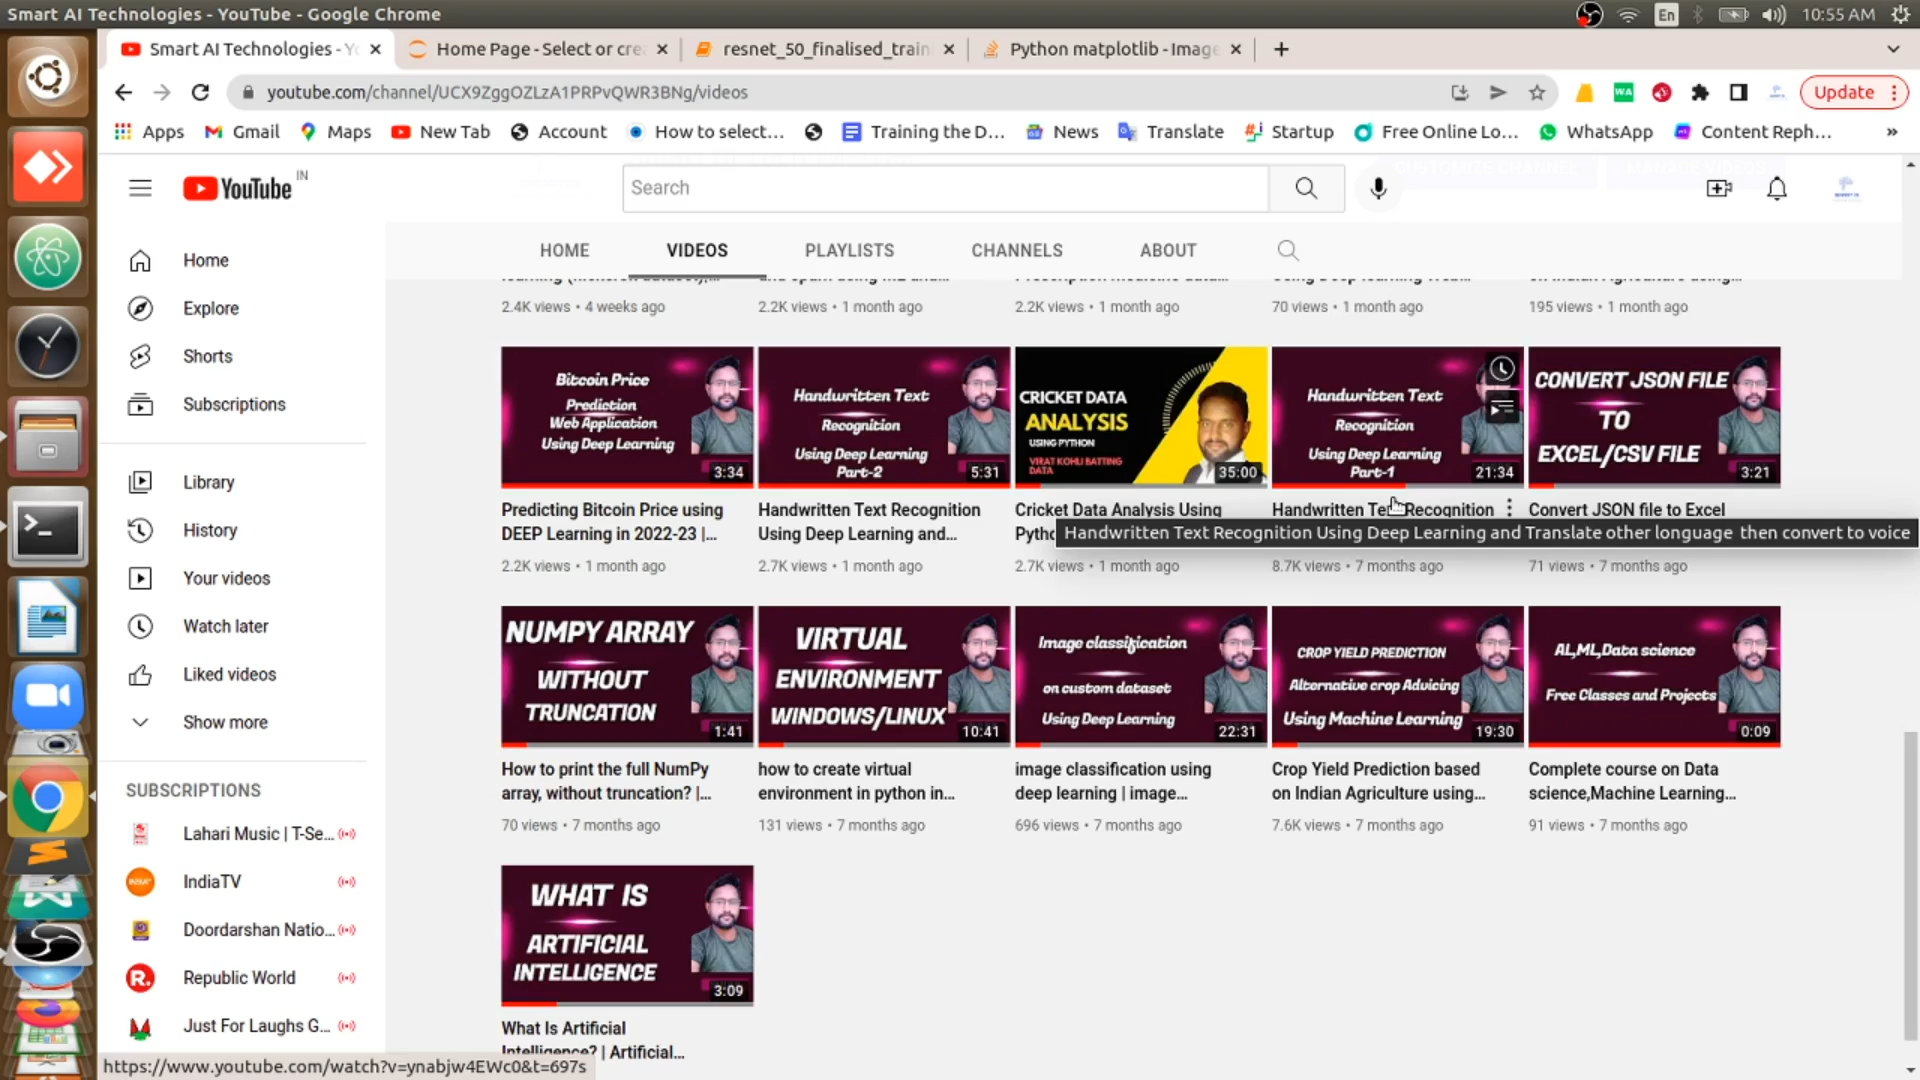 Smart AI Technologies - YouTube - Google Chrome
En
10:55 AM
Smart AI Technologies - Yo
Home Page - Select or cre
resnet_50_finalised_train
Python matplotlib - Image
youtube.com/channel/UCX9ZggOZLzA1PRPvQWR3BNg/videos
WA
Update
Apps
Gmail
Maps
New Tab
Account
How to select...
Training the D...
News
Translate
Startup
Free Online Lo...
WhatsApp
Content Reph...
»
YouTube
IN
Search
HOME
VIDEOS
PLAYLISTS
CHANNELS
ABOUT
Home
Explore
Shorts
Subscriptions
Library
History
Your videos
Watch later
Liked videos
Show more
SUBSCRIPTIONS
Lahari Music | T-Se...
IndiaTV
Doordarshan Natio...
Republic World
Just For Laughs G...
2.4K views • 4 weeks ago
2.2K views • 1 month ago
2.2K views • 1 month ago
70 views • 1 month ago
195 views • 1 month ago
Bitcoin Price
Prediction
Web Application
Using Deep Learning
3:34
Handwritten Text
Recognition
Using Deep Learning
Part-2
5:31
CRICKET DATA
ANALYSIS
USING PYTHON
VIRAT KOHLI BATTING
DATA
35:00
Handwritten Text
Recognition
Using Deep Learning
Part-1
21:34
CONVERT JSON FILE
TO
EXCEL/CSV FILE
3:21
Predicting Bitcoin Price using
DEEP Learning in 2022-23 |...
2.2K views • 1 month ago
Handwritten Text Recognition
Using Deep Learning and...
2.7K views • 1 month ago
Cricket Data Analysis Using
Pytho
2.7K views • 1 month ago
Handwritten Text Recognition
8.7K views • 7 months ago
Convert JSON file to Excel
71 views • 7 months ago
Handwritten Text Recognition Using Deep Learning and Translate other longuage then convert to voice
NUMPY ARRAY
WITHOUT
TRUNCATION
1:41
VIRTUAL
ENVIRONMENT
WINDOWS/LINUX
10:41
Image classification
on custom dataset
Using Deep Learning
22:31
CROP YIELD PREDICTION
Alternative crop Advicing
Using Machine Learning
19:30
AI,ML,Data science
Free Classes and Projects
0:09
How to print the full NumPy
array, without truncation? |...
70 views • 7 months ago
how to create virtual
environment in python in...
131 views • 7 months ago
image classification using
deep learning | image...
696 views • 7 months ago
Crop Yield Prediction based
on Indian Agriculture using...
7.6K views • 7 months ago
Complete course on Data
science,Machine Learning...
91 views • 7 months ago
WHAT IS
ARTIFICIAL
INTELLIGENCE
3:09
What Is Artificial
Intelligence? | Artificial...
https://www.youtube.com/watch?v=ynabjw4EWc0&t=697s